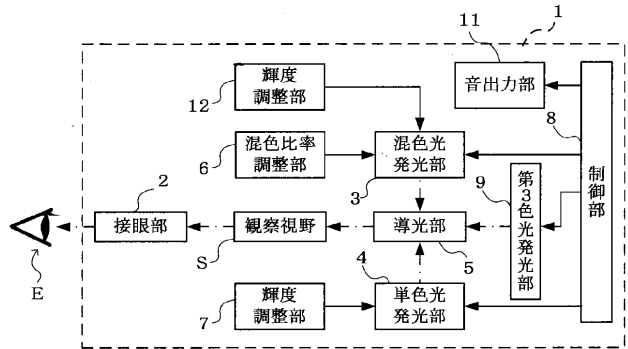 1
11
輝度
調整部
12
音出力部
8
混色比率
調整部
6
混色光
発光部
3
制御部
第3色光発光部
9
2
接眼部
観察視野
S
導光部
5
E
4
輝度
調整部
7
単色光
発光部